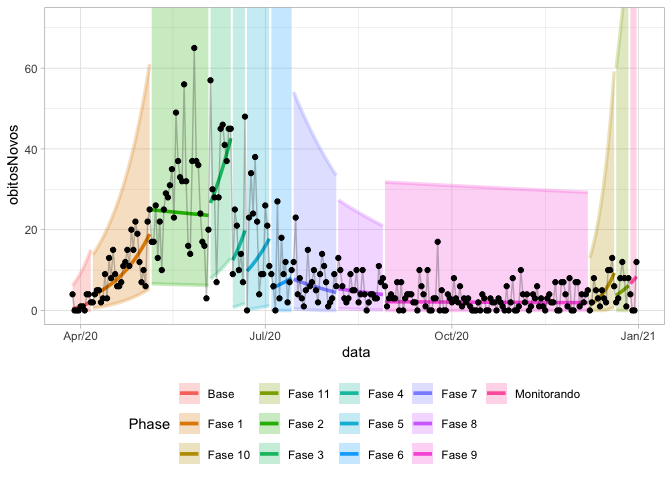 60
40
20
0
obitosNovos
Apr/20 Jul/20 Oct/20 Jan/21
data
Phase
Base Fase 11 Fase 4 Fase 7 Monitorando
Fase 1 Fase 2 Fase 5 Fase 8
Fase 10 Fase 3 Fase 6 Fase 9